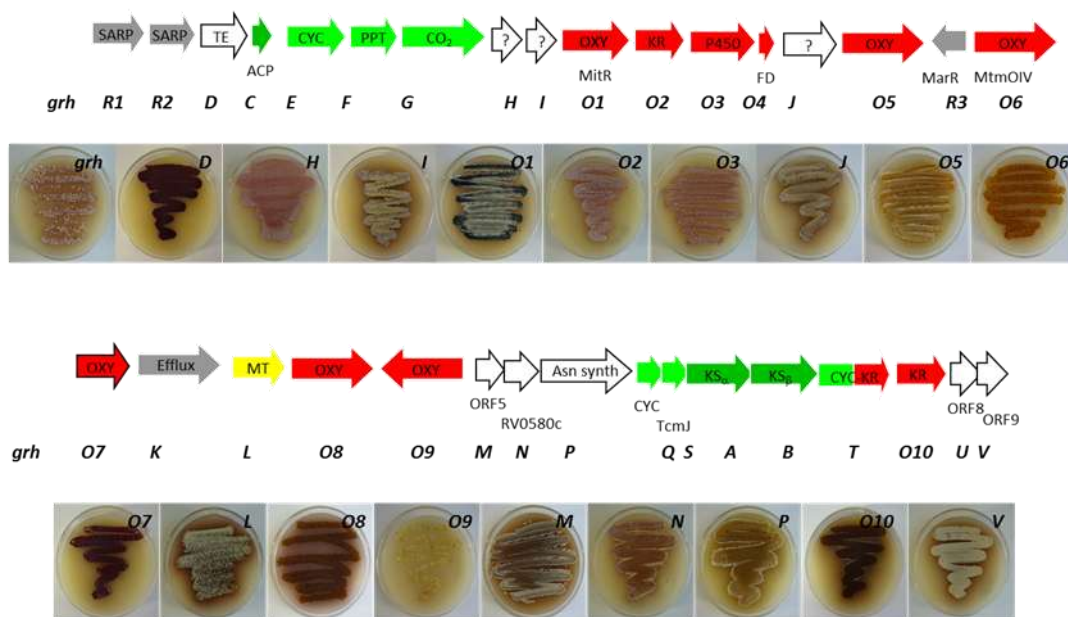 SARP SARP TE CYC PPT CO2 ? ? OXY KR P450 ? OXY OXY
ACP MitR FD MarR MtmOIV
grh R1 R2 D C E F G H I O1 O2 O3 O4 J O5 R3 O6
grh D H I O1 O2 O3 J O5 O6
OXY Efflux MT OXY OXY Asn synth KSα KSβ CYC KR KR
ORF5 RV0580c CYC TcmJ ORF8 ORF9
grh O7 K L O8 O9 M N P Q S A B T O10 U V
O7 L O8 O9 M N P O10 V